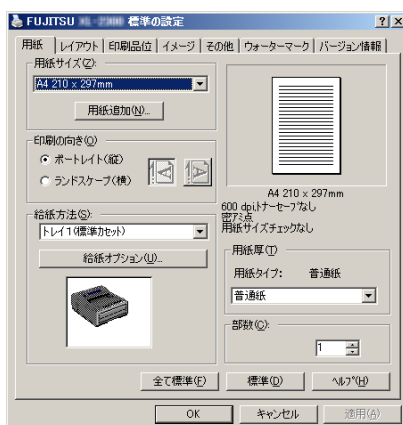 FUJITSU 標準の設定
用紙 レイアウト 印刷品位 イメージ その他 ウォーターマーク バージョン情報
用紙サイズ(Z):
A4 210 x 297mm
用紙追加(N)...
印刷の向き(O)
ポートレイト(縦)
ランドスケープ(横)
給紙方法(S):
トレイ1(標準カセット)
給紙オプション(U)...
A4 210 x 297mm
600 dpi.トナーセーブなし
密アミ点
用紙サイズチェックなし
用紙厚(T)
用紙タイプ: 普通紙
普通紙
部数(C):
1
全て標準(F) 標準(D) ヘルプ(H)
OK キャンセル 適用(A)